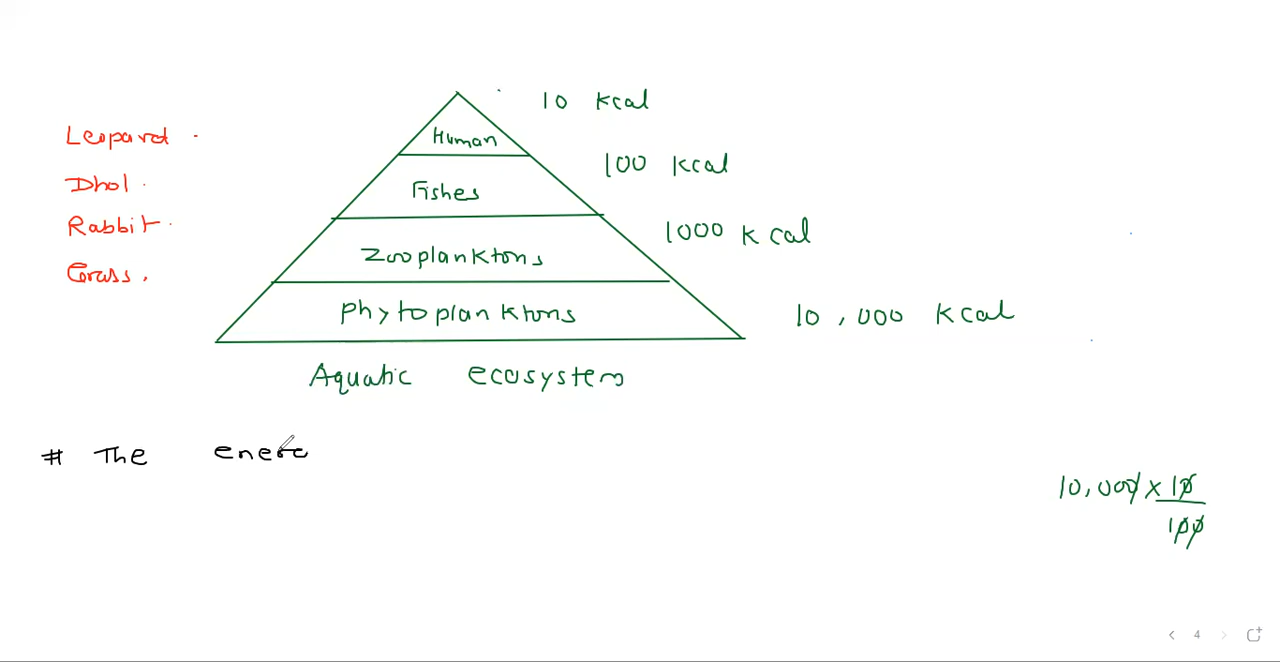 10 kcal
Leopard
Human
100 kcal
Dhol
Fishes
Rabbit
1000 kcal
Zooplanktons
Grass
Phytoplanktons
10,000 kcal
Aquatic ecosystem
# The
10,000 x 10
100
4